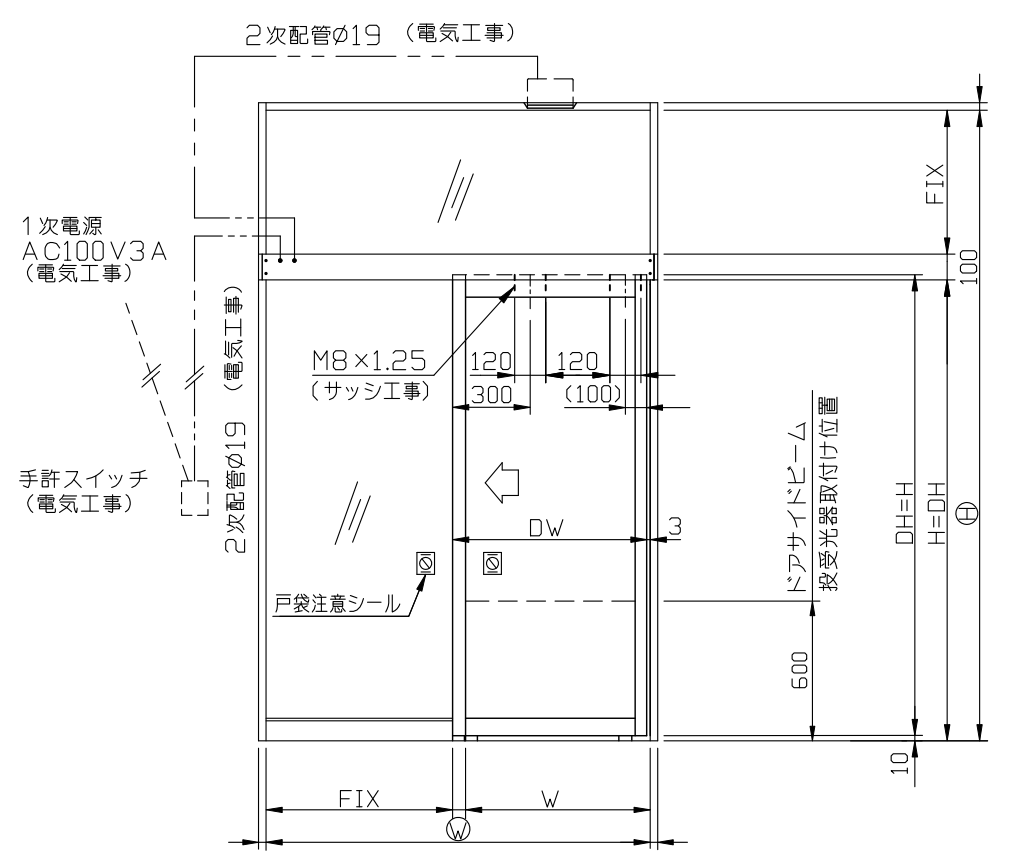 2次配管Ø19 （電気工事）
1次電源
AC100V3A
（電気工事）
2次配管Ø19 （電気工事）
手許スイッチ
（電気工事）
M8×1.25
（サッシ工事）
120
120
300
(100)
DW
3
戸袋注意シール
ドアサイドビーム
投受光器取付け位置
600
FIX
100
DH=H
H=DH
Ⓗ
10
FIX
W
Ⓦ